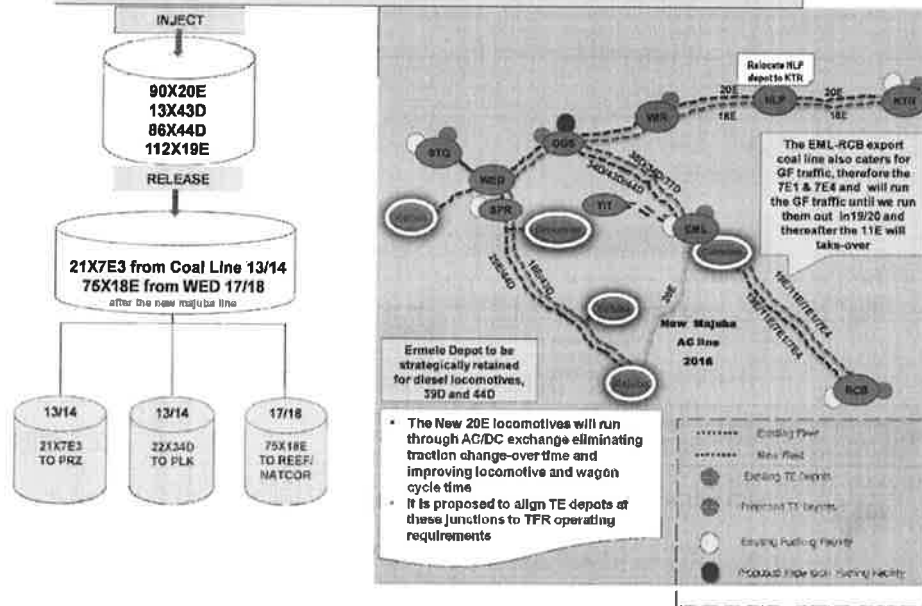 INJECT
90X20E
13X43D
86X44D
112X19E
RELEASE
21X7E3 from Coal Line 13/14
75X18E from WED 17/18
after the new majuba line
13/14
21X7E3
TO PRZ
13/14
22X34D
TO PLK
17/18
75X18E
TO REEF/
NATCOR
Relocate NLP
depot to KTR
20E
18E
NLP
20E
18E
KTR
WIR
OGS
STQ
WED
SPR
YIT
EML
20E
New Majuba
AC line
2016
RCB
The EML-RCB export
coal line also caters for
GF traffic, therefore the
7E1 & 7E4 and will run
the GF traffic until we run
them out in19/20 and
thereafter the 11E will
take-over
Ermelo Depot to be
strategically retained
for diesel locomotives,
39D and 44D
• The New 20E locomotives will run
through AC/DC exchange eliminating
traction change-over time and
improving locomotive and wagon
cycle time
• It is proposed to align TE depots at
these junctions to TFR operating
requirements
Existing Fleet
New Fleet
Existing TE Depots
Proposed TE Depots
Existing Fuelling Facility
Fuelling Facility